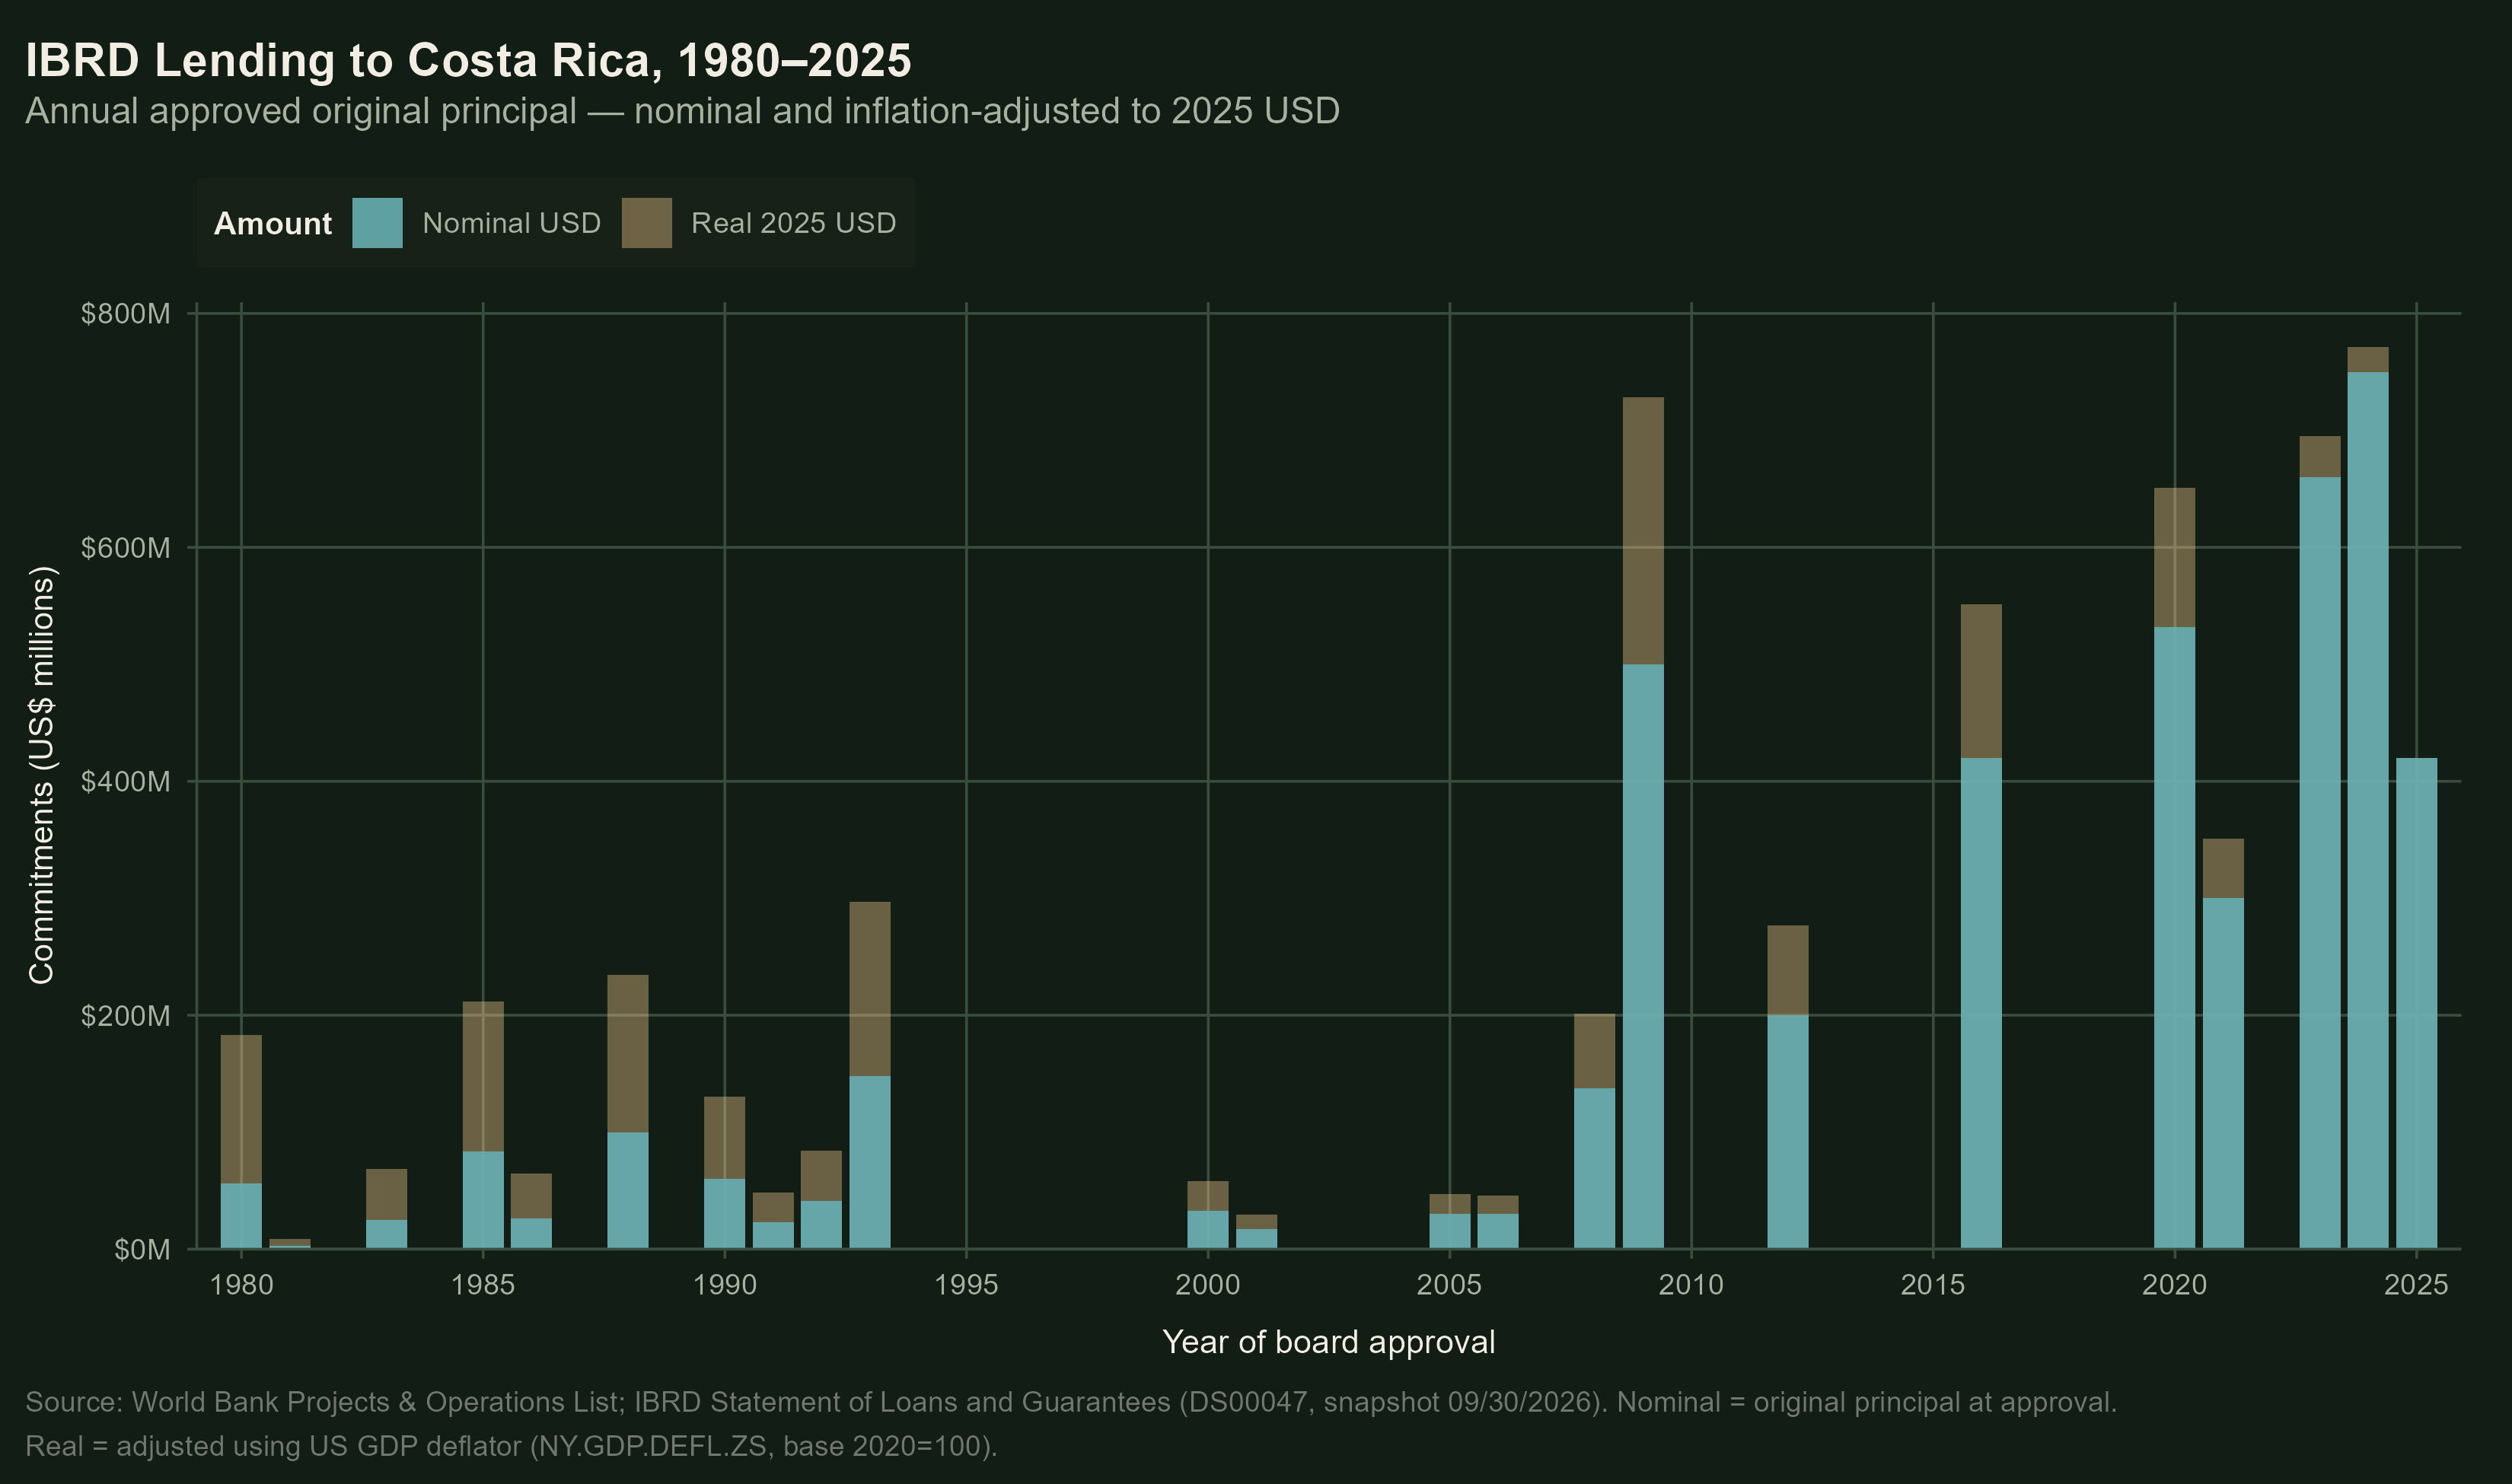 IBRD Lending to Costa Rica, 1980–2025
Annual approved original principal — nominal and inflation-adjusted to 2025 USD
Amount Nominal USD Real 2025 USD
$800M
$600M
$400M
$200M
$0M
Commitments (US$ millions)
1980 1985 1990 1995 2000 2005 2010 2015 2020 2025
Year of board approval
Source: World Bank Projects & Operations List; IBRD Statement of Loans and Guarantees (DS00047, snapshot 09/30/2026). Nominal = original principal at approval.
Real = adjusted using US GDP deflator (NY.GDP.DEFL.ZS, base 2020=100).